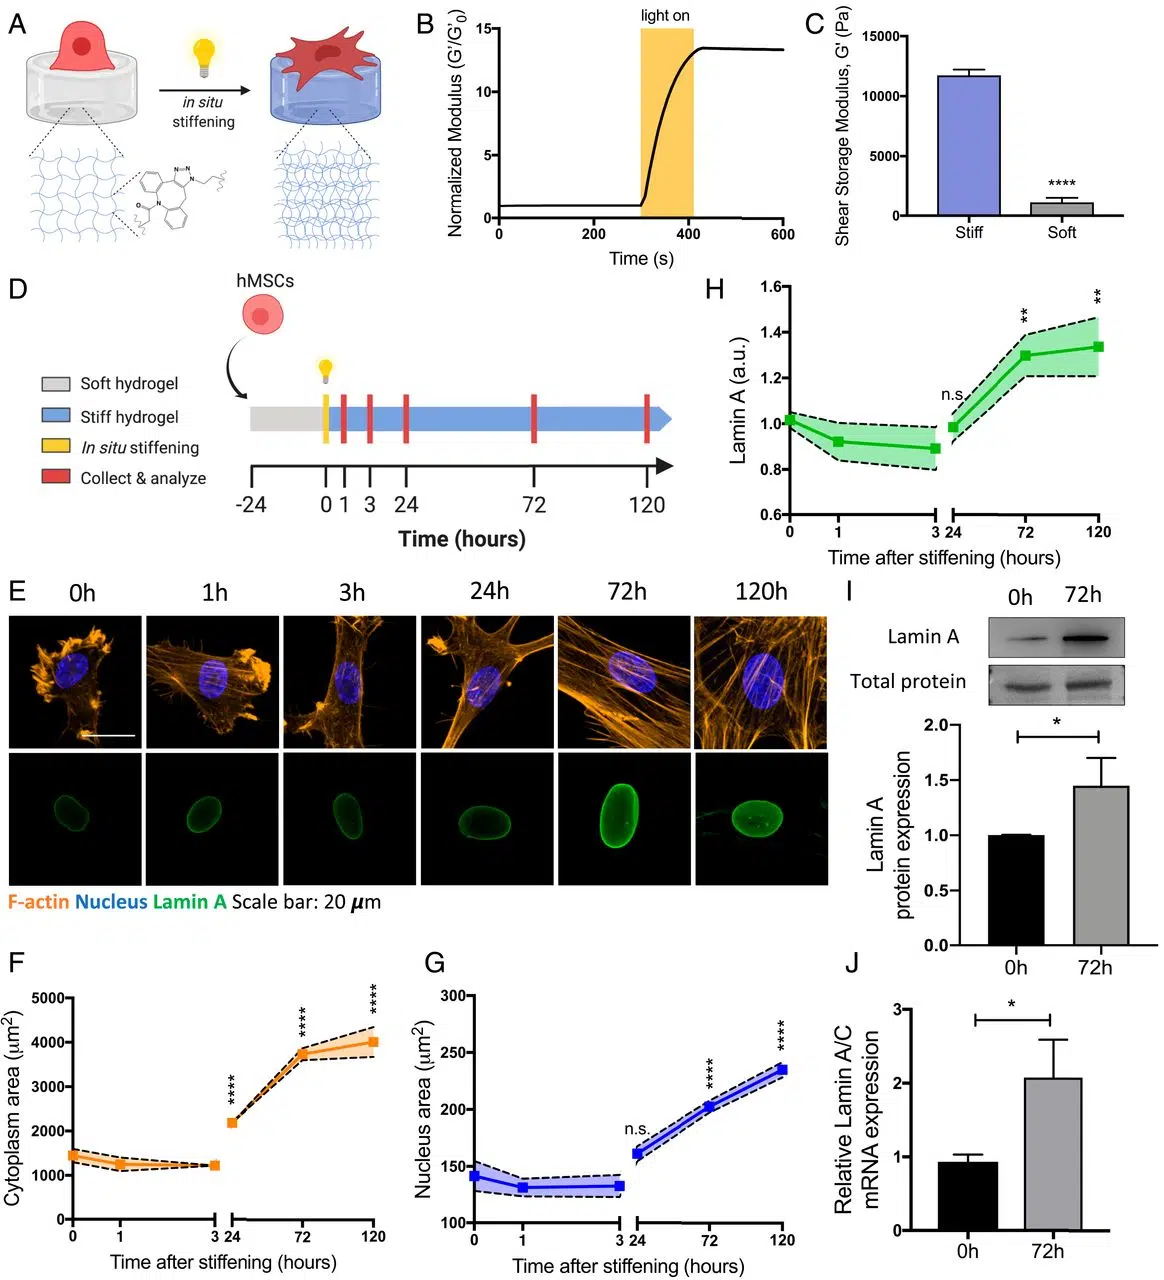 A
in situ
stiffening
N=N
N
N
O
B
light on
Normalized Modulus (G'/G'0)
15
10
5
0
0 200 400 600
Time (s)
C
Shear Storage Modulus, G' (Pa)
15000
10000
5000
0
****
Stiff Soft
D
hMSCs
Soft hydrogel
Stiff hydrogel
In situ stiffening
Collect & analyze
-24 0 1 3 24 72 120
Time (hours)
H
Lamin A (a.u.)
1.6
1.4
1.2
1.0
0.8
0.6
n.s.
**
**
0 1 3 24 72 120
Time after stiffening (hours)
E
0h 1h 3h 24h 72h 120h
F-actin Nucleus Lamin A Scale bar: 20 μm
I
0h 72h
Lamin A
Total protein
Lamin A
protein expression
2.0
1.5
1.0
0.5
0.0
*
0h 72h
F
Cytoplasm area (μm2)
5000
4000
3000
2000
1000
0
****
****
****
0 1 3 24 72 120
Time after stiffening (hours)
G
Nucleus area (μm2)
300
250
200
150
100
n.s.
****
****
0 1 3 24 72 120
Time after stiffening (hours)
J
Relative Lamin A/C
mRNA expression
3
2
1
0
*
0h 72h